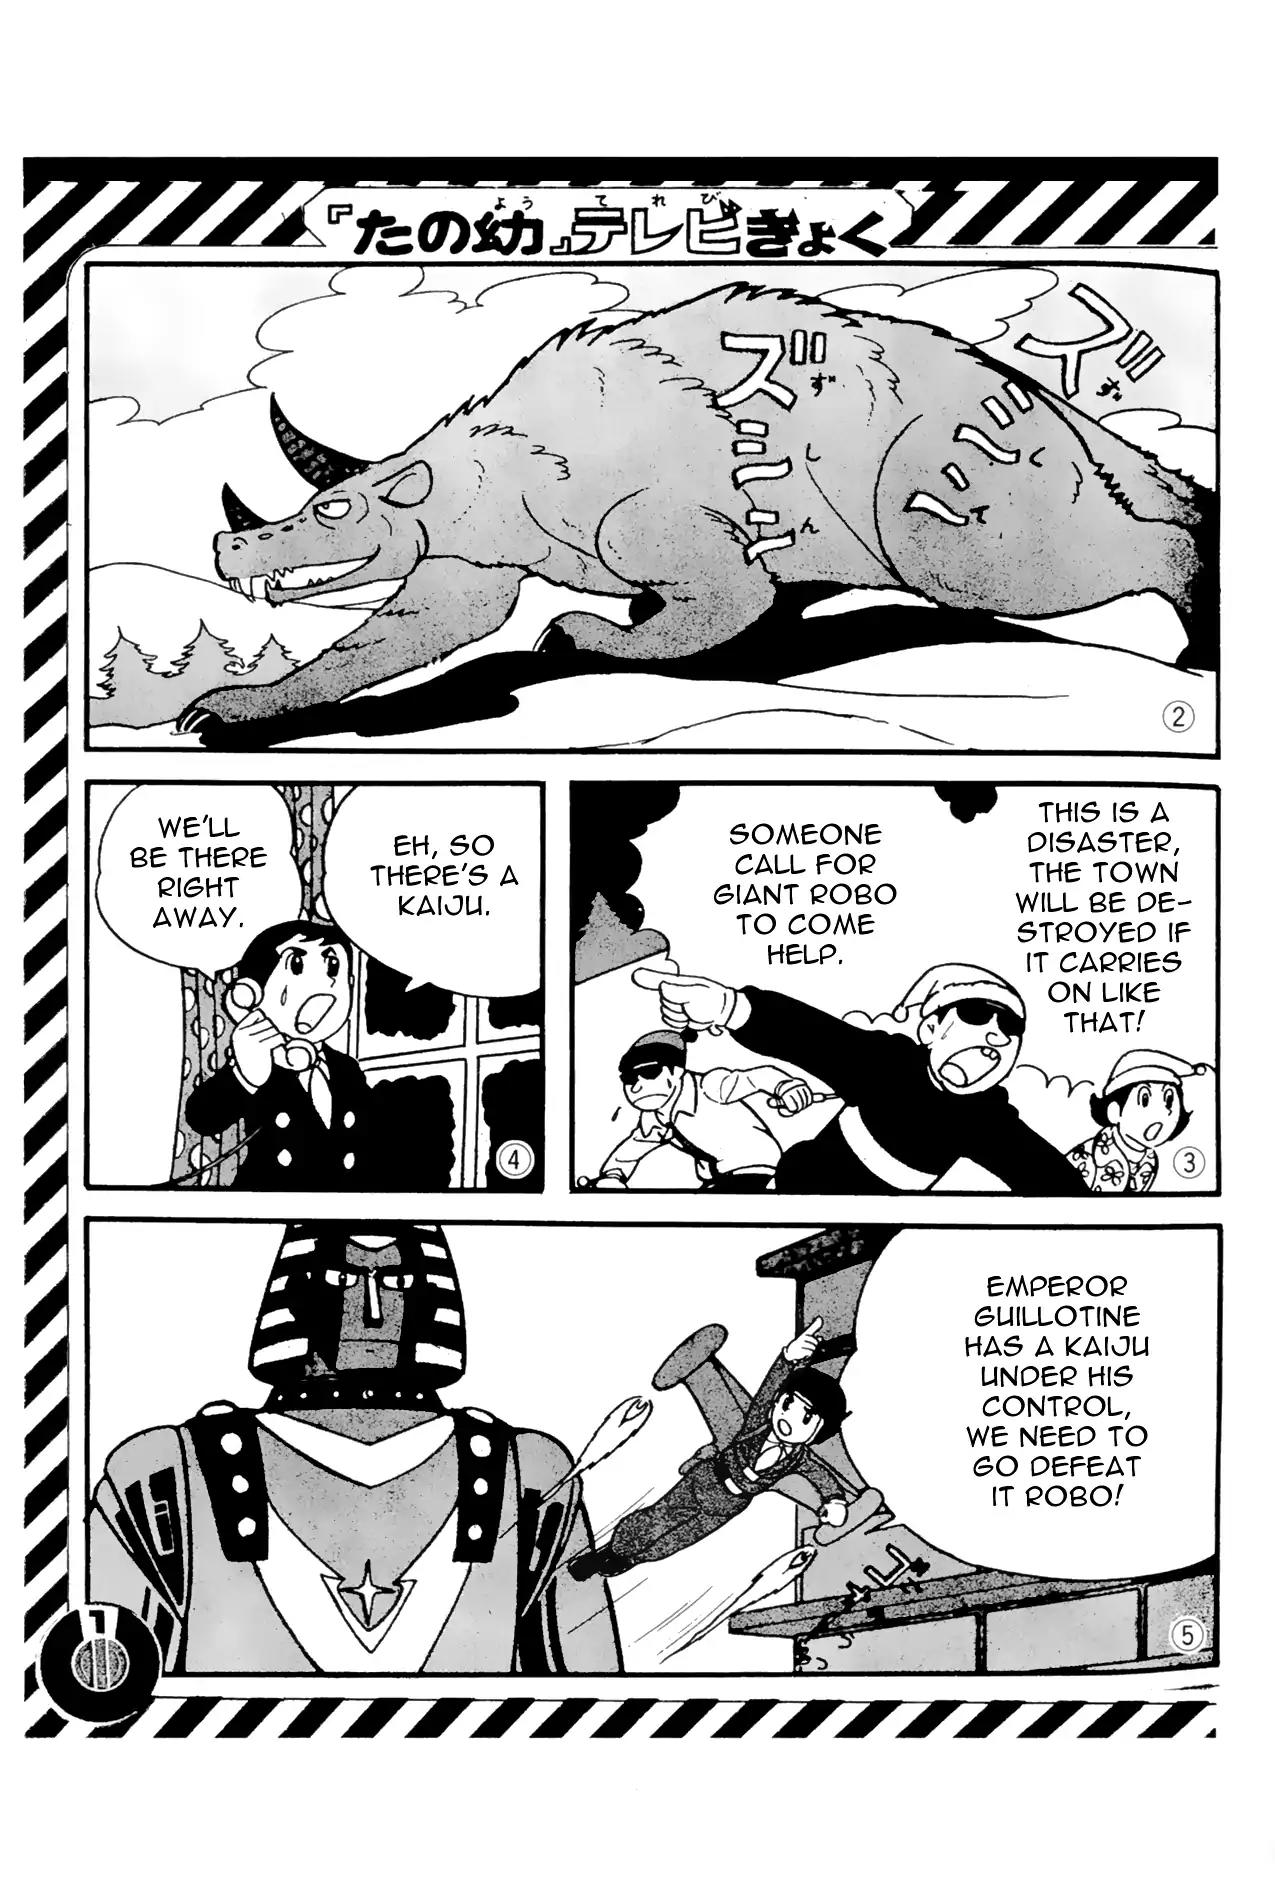 よう てれび
『たの幼』テレビきょく
ズズ
ずず
シン
しん
シン
くん
て
②
THIS IS A
DISASTER,
THE TOWN
WILL BE DE-
STROYED IF
IT CARRIES
ON LIKE
THAT!
SOMEONE
CALL FOR
GIANT ROBO
TO COME
HELP.
③
EH, SO
THERE'S A
KAIJU.
WE'LL
BE THERE
RIGHT
AWAY.
④
EMPEROR
GUILLOTINE
HAS A KAIJU
UNDER HIS
CONTROL,
WE NEED TO
GO DEFEAT
IT ROBO!
⑤
1